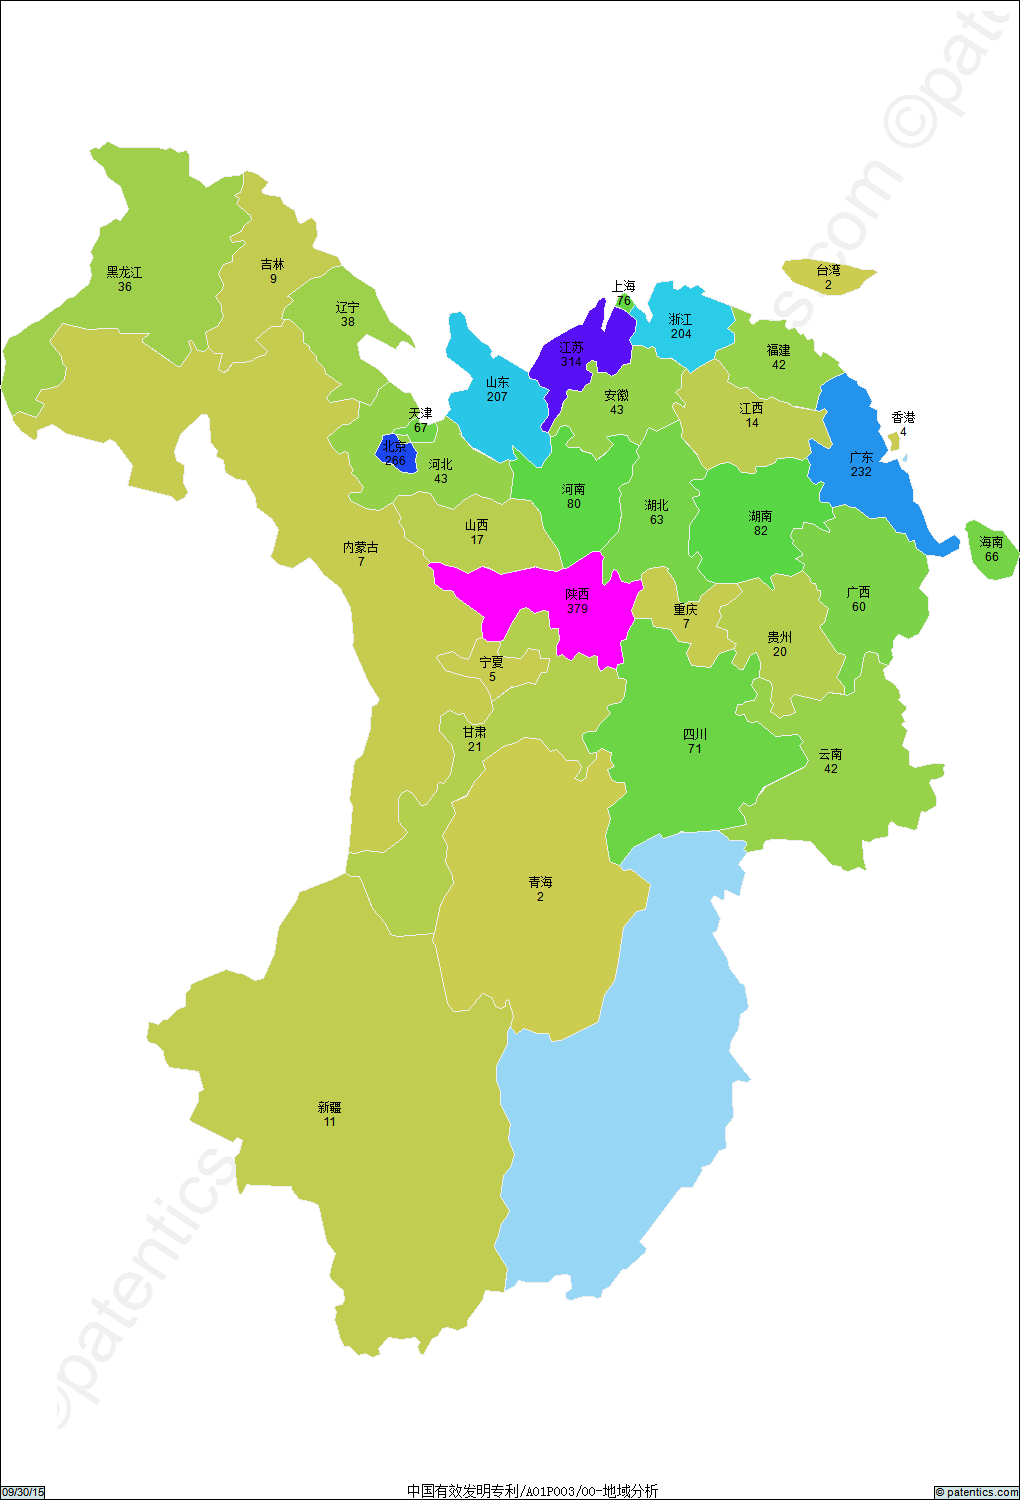 ©patentics.com ©pate
黑龙江
36
吉林
9
辽宁
38
上海
76
台湾
2
浙江
204
江苏
314
福建
42
山东
207
安徽
43
江西
14
天津
67
香港
4
北京
266
河北
43
广东
232
河南
80
湖北
63
湖南
82
山西
17
内蒙古
7
海南
66
陕西
379
重庆
7
广西
60
贵州
20
宁夏
5
甘肃
21
四川
71
云南
42
青海
2
新疆
11
09/30/15
中国有效发明专利/A01P003/00-地域分析
© patentics.com